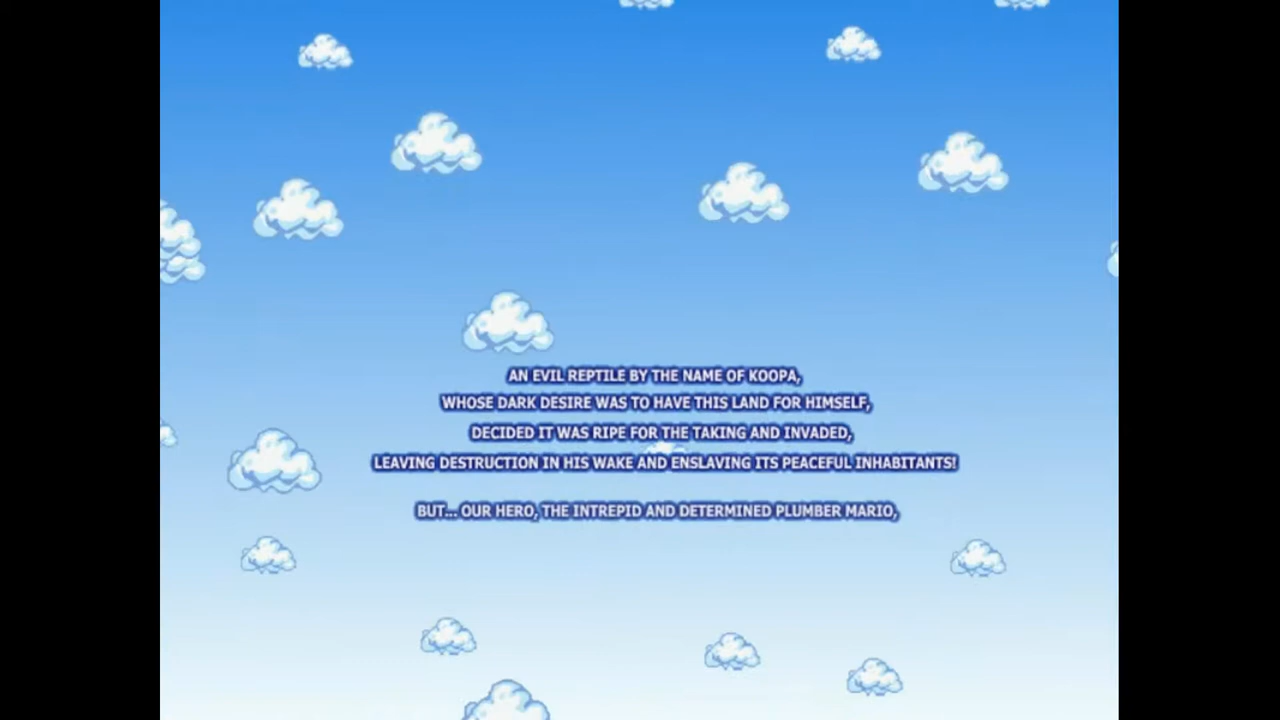 AN EVIL REPTILE BY THE NAME OF KOOPA,
WHOSE DARK DESIRE WAS TO HAVE THIS LAND FOR HIMSELF,
DECIDED IT WAS RIPE FOR THE TAKING AND INVADED,
LEAVING DESTRUCTION IN HIS WAKE AND ENSLAVING ITS PEACEFUL INHABITANTS!
BUT... OUR HERO, THE INTREPID AND DETERMINED PLUMBER MARIO,